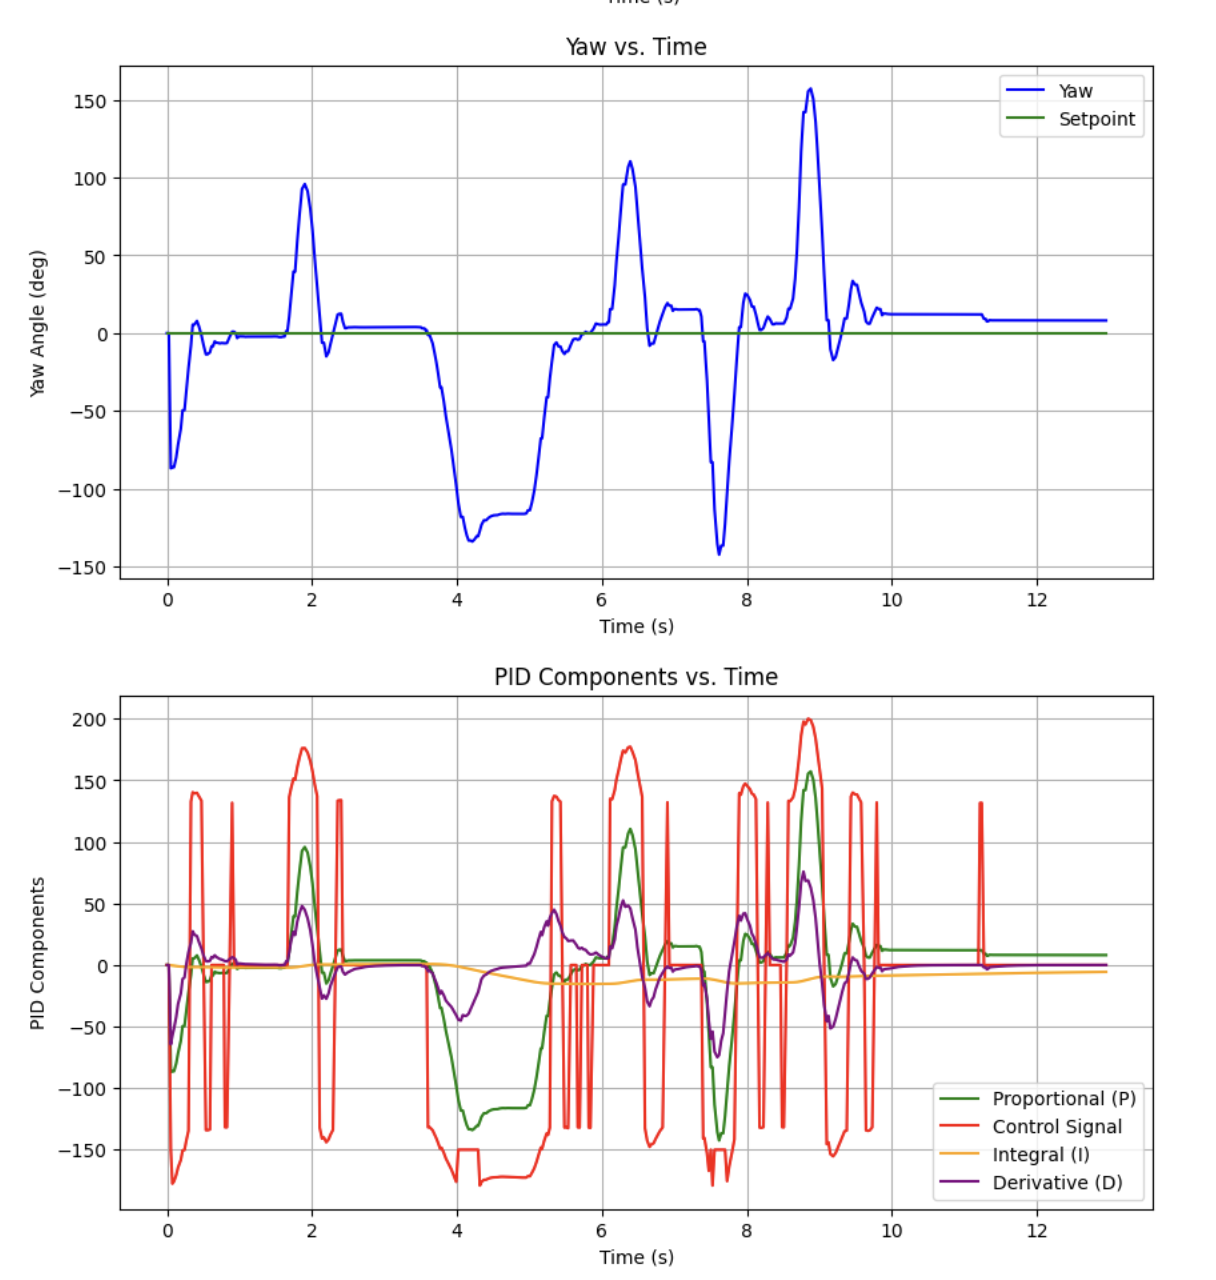 Time (s)
Yaw vs. Time
Yaw
Setpoint
150
100
50
0
−50
−100
−150
Yaw Angle (deg)
0 2 4 6 8 10 12
Time (s)
PID Components vs. Time
200
150
100
50
0
−50
−100
−150
PID Components
Proportional (P)
Control Signal
Integral (I)
Derivative (D)
0 2 4 6 8 10 12
Time (s)